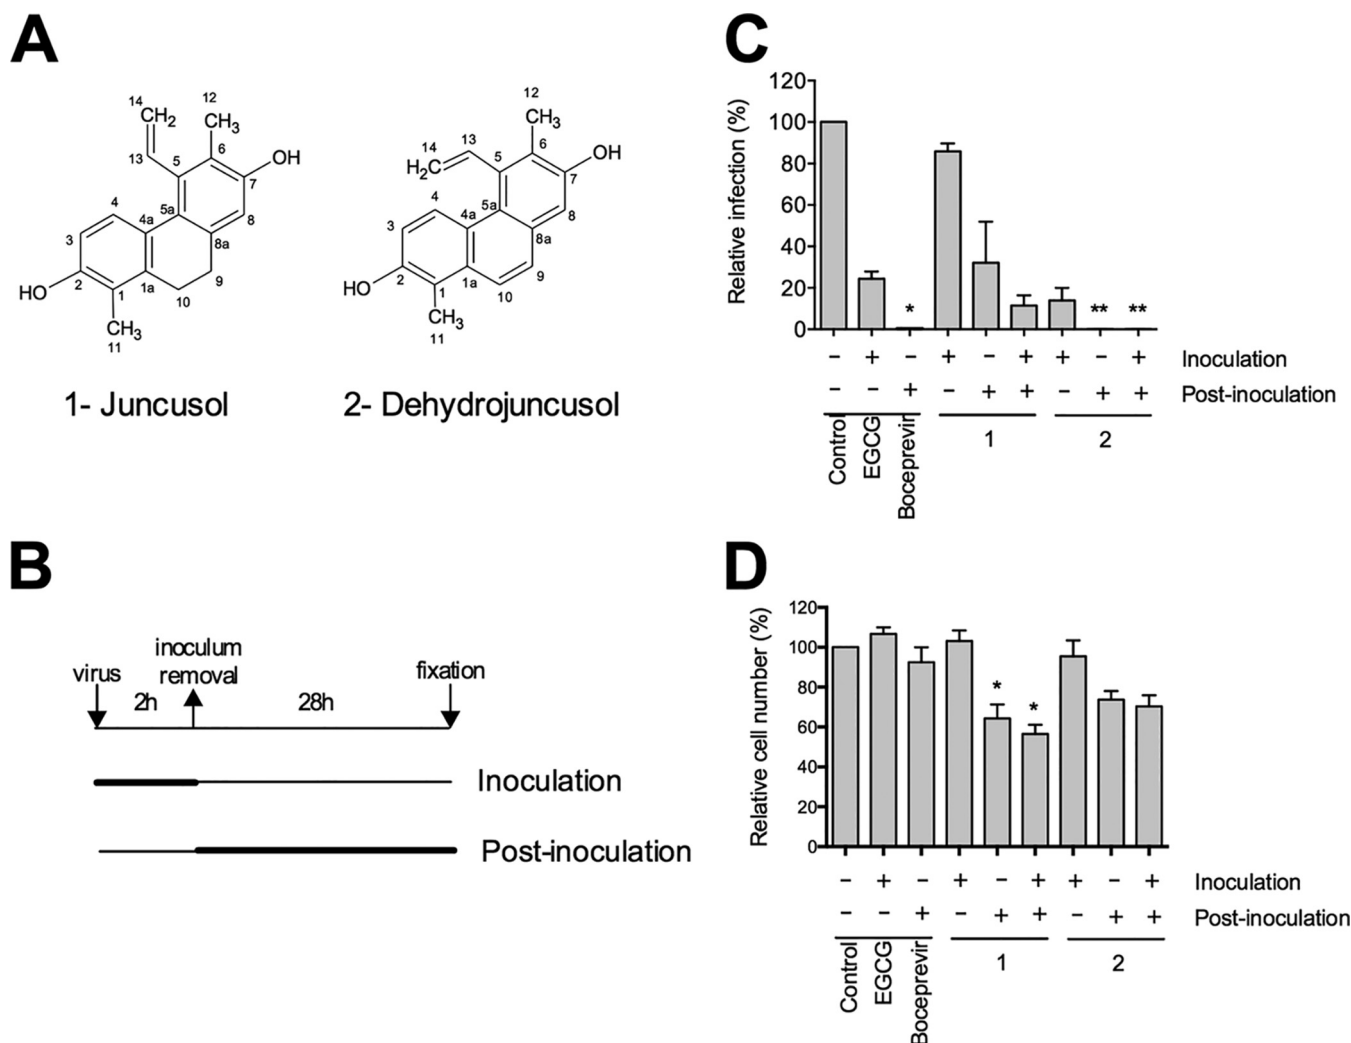 A
14
CH2
12
CH3
13
5
6
OH
7
4
5a
8
4a
8a
3
2
1a
9
HO
1
10
CH3
11
1- Juncusol
12
CH3
14
13
H2C
5
6
OH
7
4
5a
8
4a
3
8a
2
1a
9
HO
1
10
CH3
11
2- Dehydrojuncusol
B
virus
inoculum
removal
fixation
2h
28h
Inoculation
Post-inoculation
C
Relative infection (%)
120
100
80
60
40
20
0
* ** **
− + − + − + + − + Inoculation
− − + − + + − + + Post-inoculation
Control
EGCG
Boceprevir
1
2
D
Relative cell number (%)
120
100
80
60
40
20
0
* *
− + − + − + + − + Inoculation
− − + − + + − + + Post-inoculation
Control
EGCG
Boceprevir
1
2